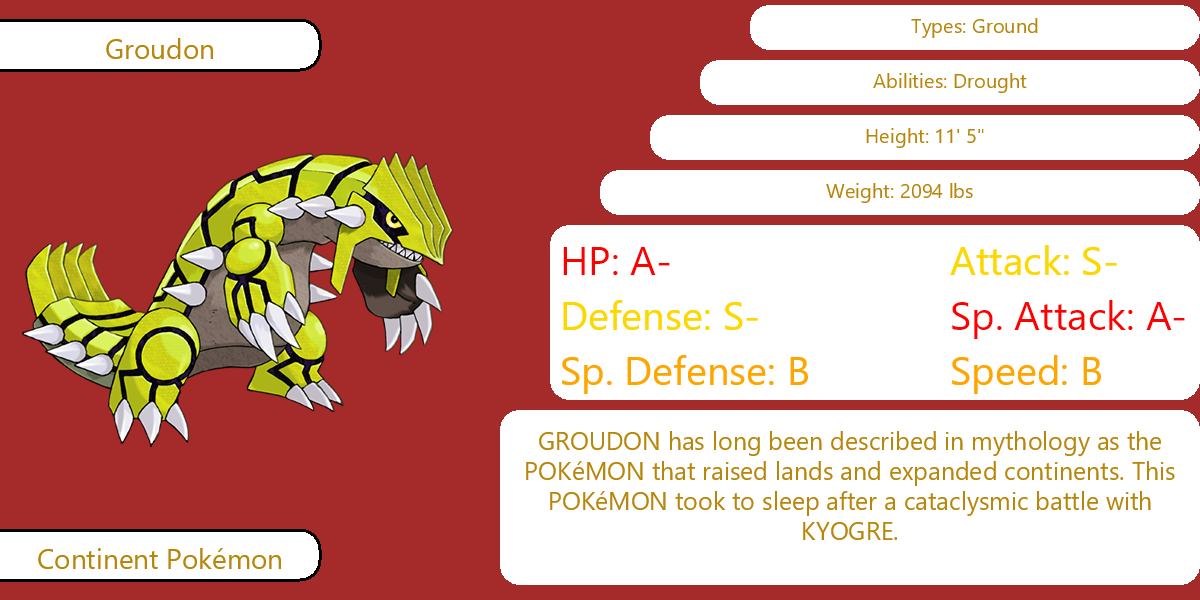 Groudon
Types: Ground
Abilities: Drought
Height: 11' 5"
Weight: 2094 lbs
HP: A-
Attack: S-
Defense: S-
Sp. Attack: A-
Sp. Defense: B
Speed: B
GROUDON has long been described in mythology as the
POKéMON that raised lands and expanded continents. This
POKéMON took to sleep after a cataclysmic battle with
KYOGRE.
Continent Pokémon